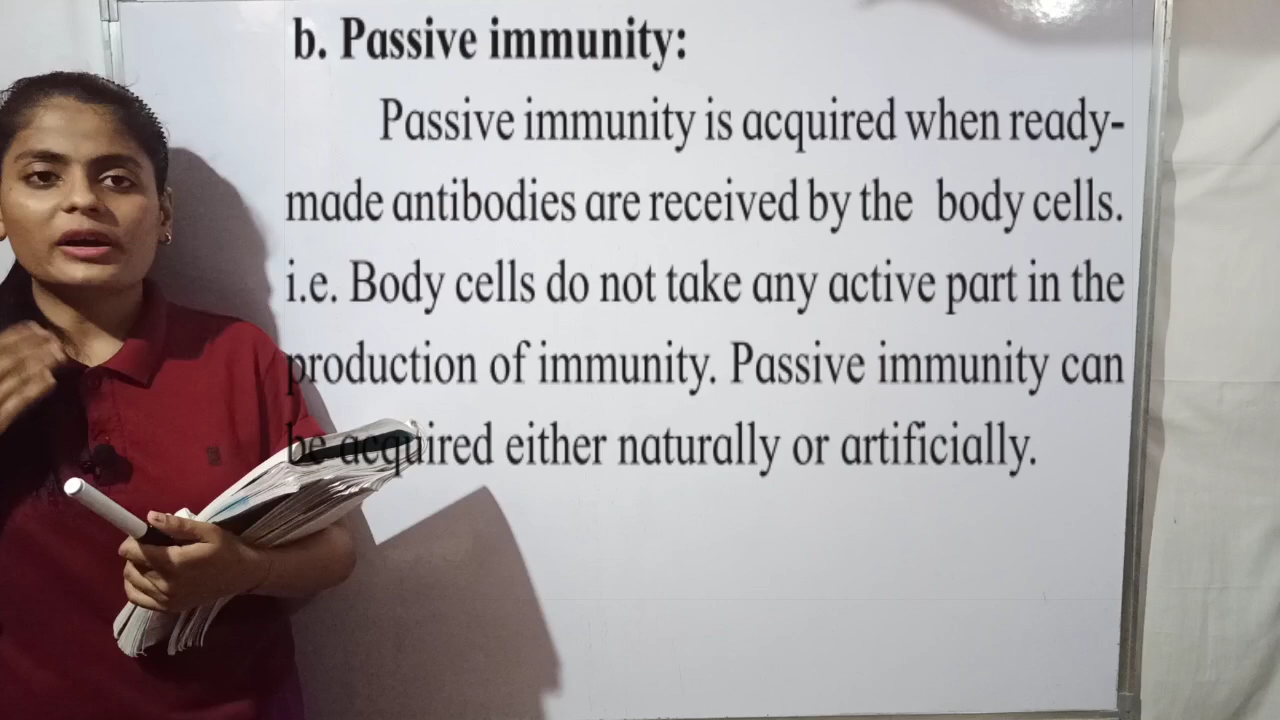 b. Passive immunity:
Passive immunity is acquired when ready-
made antibodies are received by the body cells.
i.e. Body cells do not take any active part in the
production of immunity. Passive immunity can
be acquired either naturally or artificially.